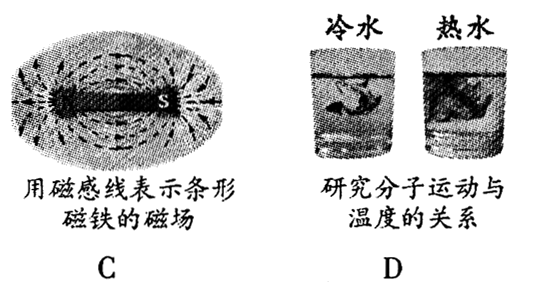 冷水 热水
S
用磁感线表示条形
磁铁的磁场
研究分子运动与
温度的关系
C D